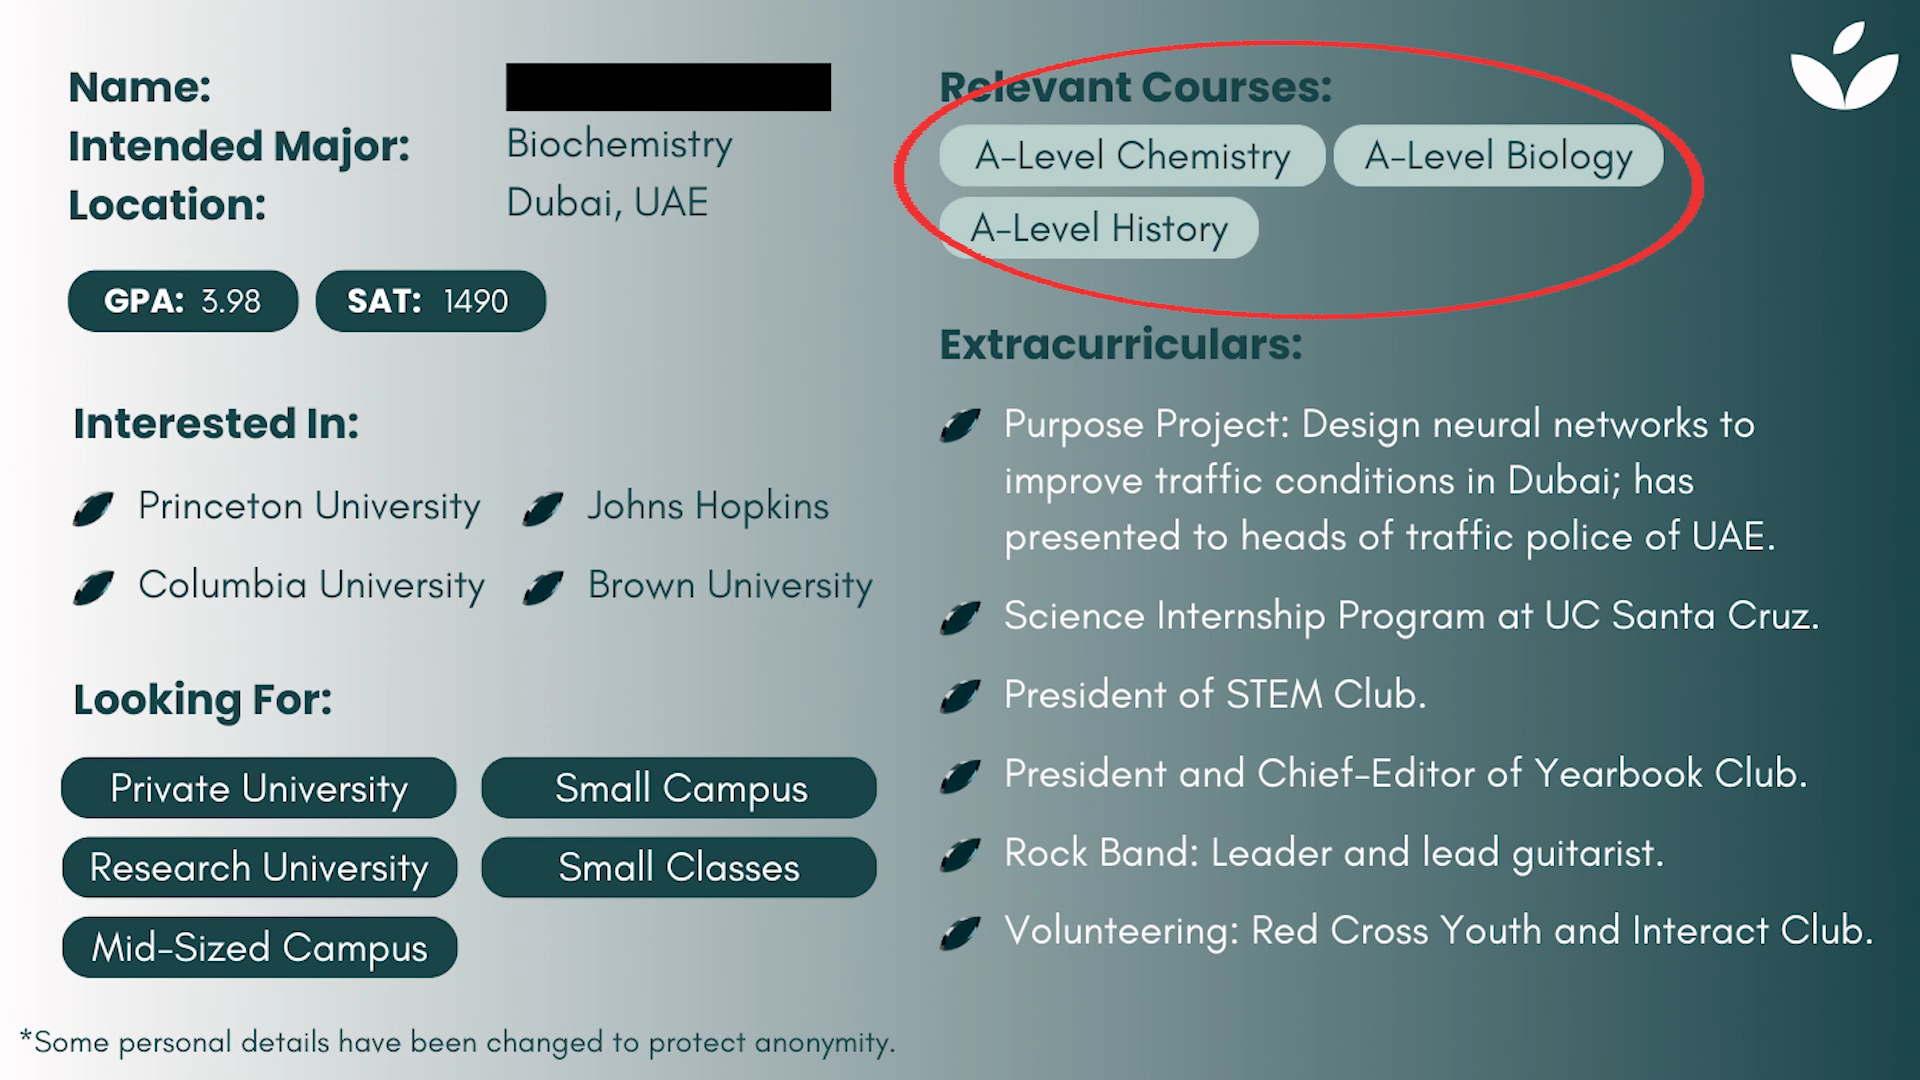 Name:
Intended Major: Biochemistry
Location: Dubai, UAE
GPA: 3.98 SAT: 1490
Interested In:
Princeton University Johns Hopkins
Columbia University Brown University
Looking For:
Private University Small Campus
Research University Small Classes
Mid-Sized Campus
*Some personal details have been changed to protect anonymity.
Relevant Courses:
A-Level Chemistry A-Level Biology
A-Level History
Extracurriculars:
Purpose Project: Design neural networks to
improve traffic conditions in Dubai; has
presented to heads of traffic police of UAE.
Science Internship Program at UC Santa Cruz.
President of STEM Club.
President and Chief-Editor of Yearbook Club.
Rock Band: Leader and lead guitarist.
Volunteering: Red Cross Youth and Interact Club.